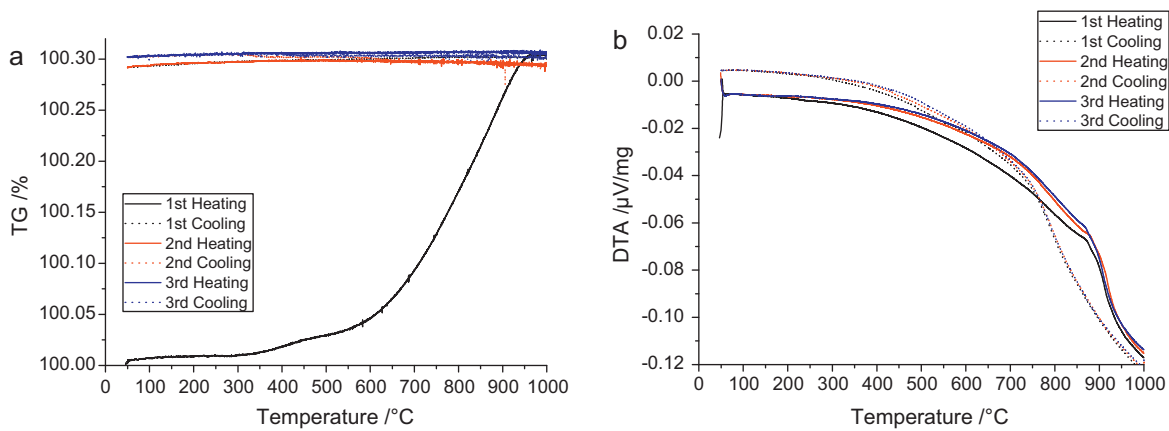 a
100.30
100.25
100.20
100.15
100.10
100.05
100.00
TG /%
1st Heating
1st Cooling
2nd Heating
2nd Cooling
3rd Heating
3rd Cooling
0 100 200 300 400 500 600 700 800 900 1000
Temperature /°C
b
0.02
0.00
-0.02
-0.04
-0.06
-0.08
-0.10
-0.12
DTA /µV/mg
1st Heating
1st Cooling
2nd Heating
2nd Cooling
3rd Heating
3rd Cooling
0 100 200 300 400 500 600 700 800 900 1000
Temperature /°C